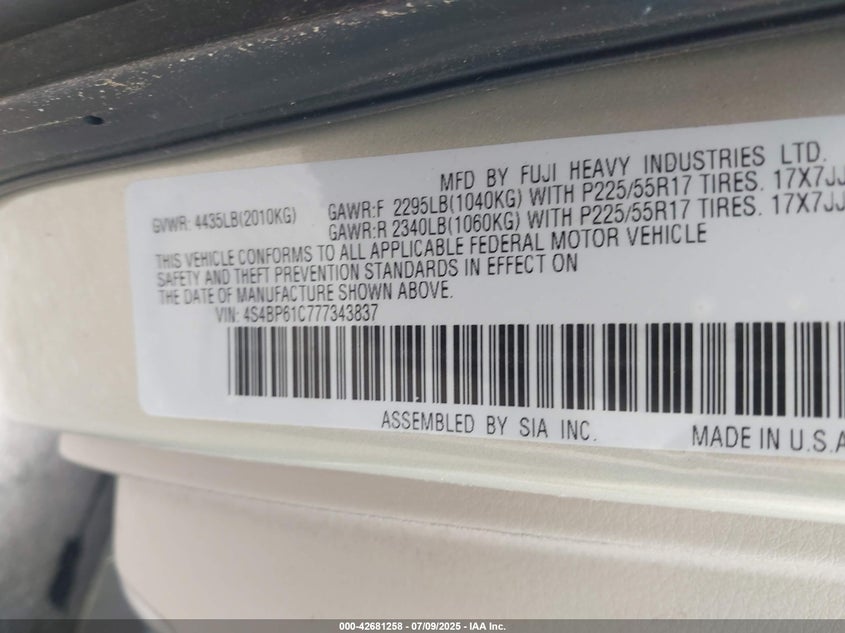 MFD BY FUJI HEAVY INDUSTRIES LTD.
GVWR: 4435LB(2010KG) GAWR:F 2295LB(1040KG) WITH P225/55R17 TIRES. 17X7JJ
GAWR:R 2340LB(1060KG) WITH P225/55R17 TIRES. 17X7JJ
THIS VEHICLE CONFORMS TO ALL APPLICABLE FEDERAL MOTOR VEHICLE
SAFETY AND THEFT PREVENTION STANDARDS IN EFFECT ON
THE DATE OF MANUFACTURE SHOWN ABOVE.
VIN: 4S4BP61C777343837
ASSEMBLED BY SIA INC. MADE IN U.S.A
000-42681258 - 07/09/2025 - IAA Inc.